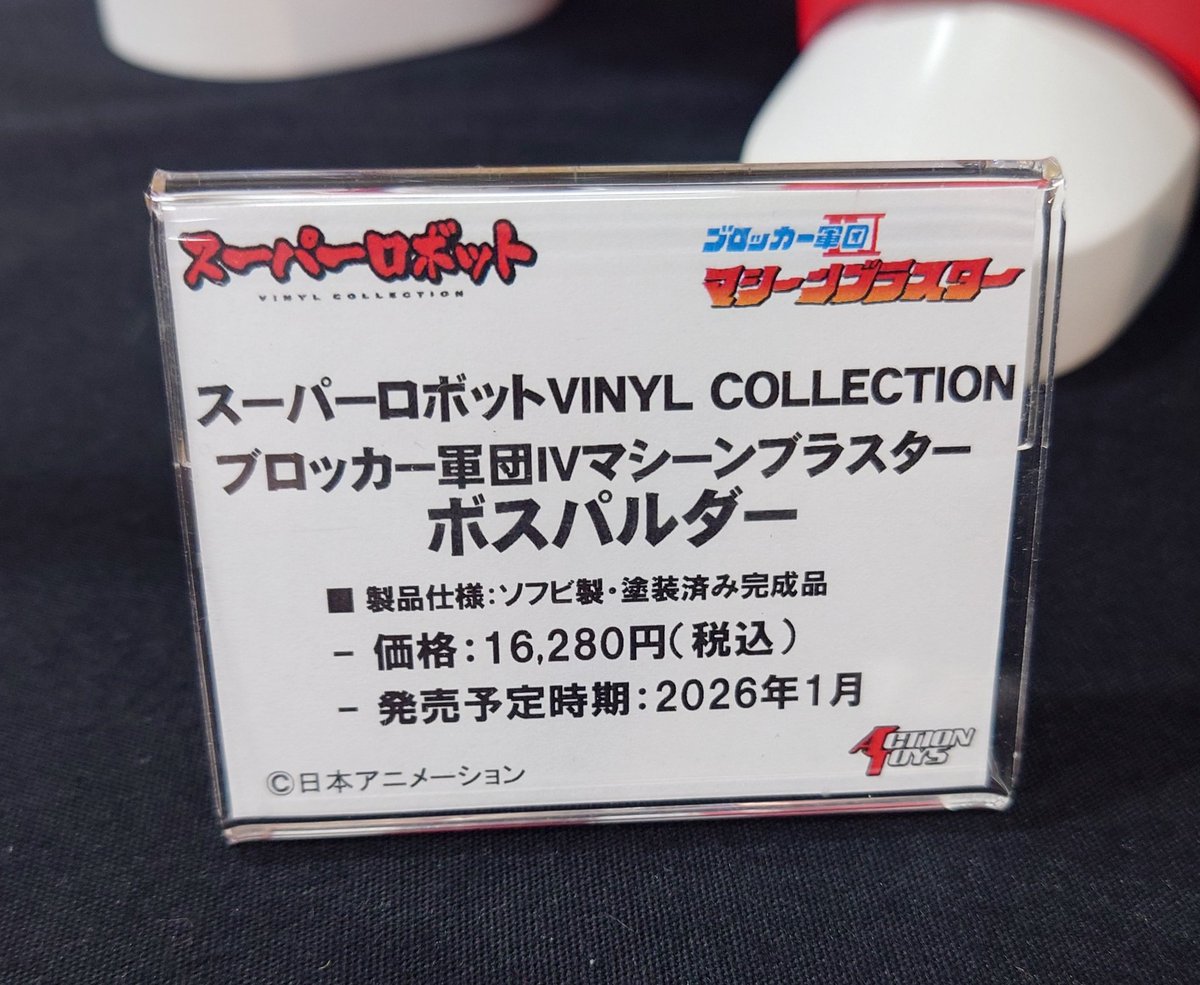 スーパーロボット
VINYL COLLECTION
ブロッカー軍団IV
マシーンブラスター
スーパーロボットVINYL COLLECTION
ブロッカー軍団IVマシーンブラスター
ボスパルダー
■ 製品仕様:ソフビ製・塗装済み完成品
- 価格:16,280円(税込)
- 発売予定時期:2026年1月
©日本アニメーション
ACTION
TOYS